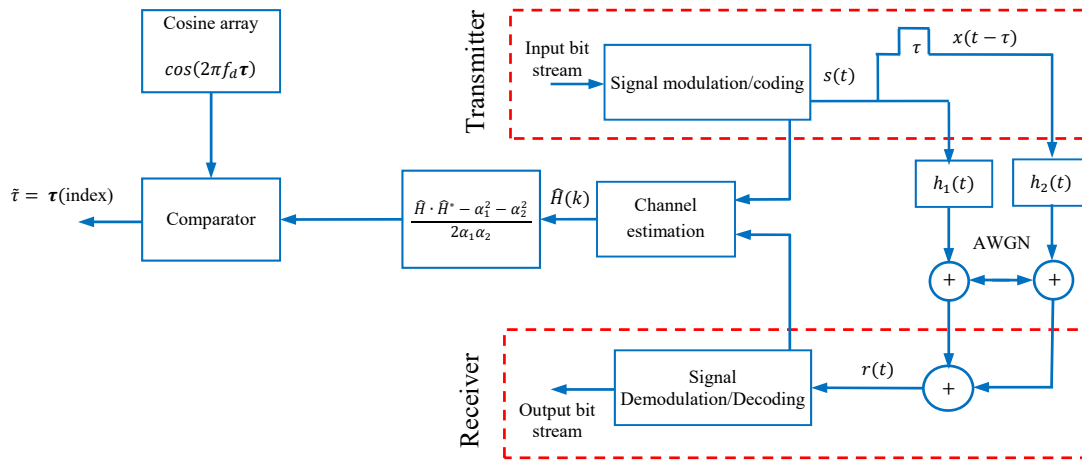 Cosine array
cos(2πf_d𝝉)
Transmitter
Input bit
stream
Signal modulation/coding
s(t)
τ
x(t − τ)
h₁(t)
h₂(t)
τ̃ = 𝝉(index)
Comparator
Ĥ · Ĥ* − α₁² − α₂²
2α₁α₂
Ĥ(k)
Channel
estimation
AWGN
+
+
Receiver
Signal
Demodulation/Decoding
r(t)
+
Output bit
stream